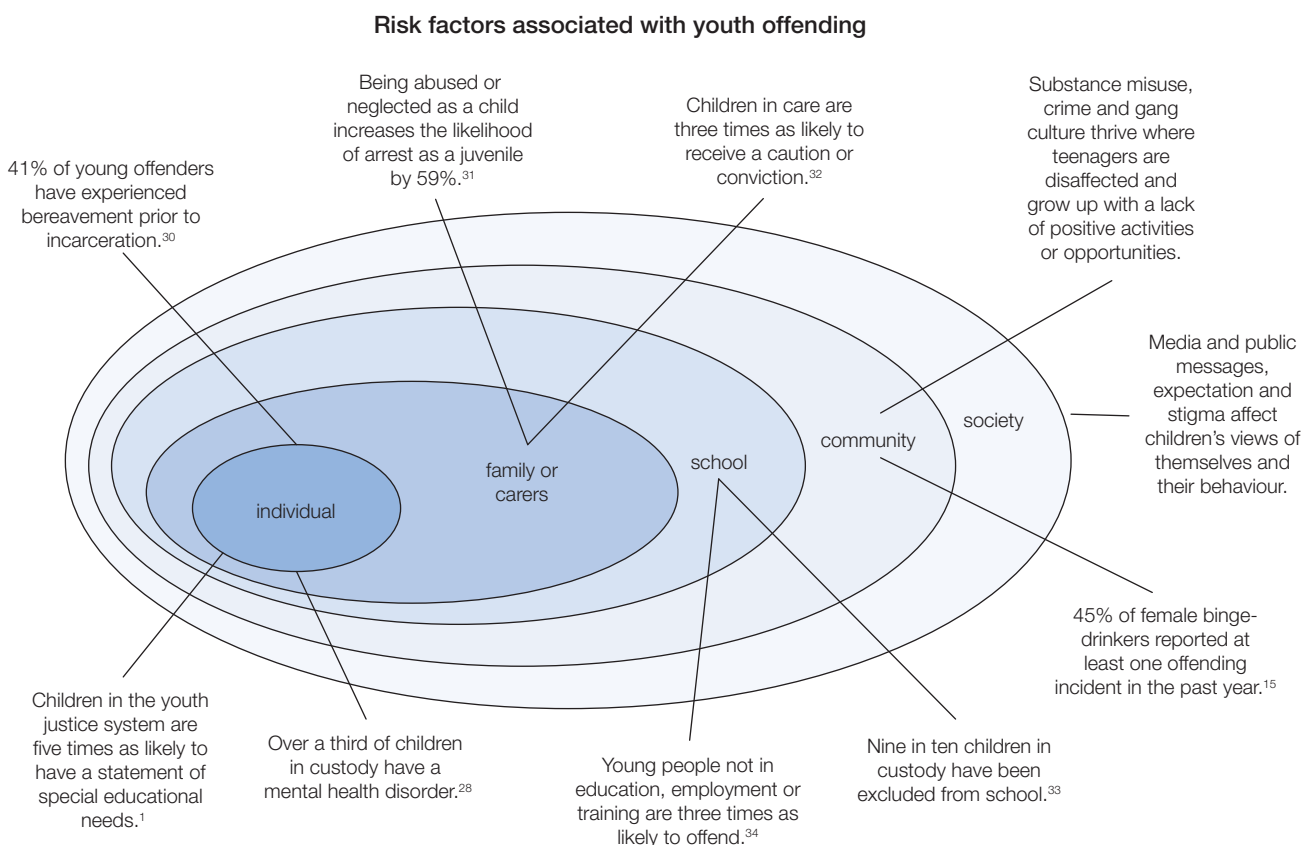 Risk factors associated with youth offending
Being abused or
neglected as a child
increases the likelihood
of arrest as a juvenile
by 59%.³¹
Children in care are
three times as likely to
receive a caution or
conviction.³²
Substance misuse,
crime and gang
culture thrive where
teenagers are
disaffected and
grow up with a lack
of positive activities
or opportunities.
41% of young offenders
have experienced
bereavement prior to
incarceration.³⁰
Media and public
messages,
expectation and
stigma affect
children’s views of
themselves and
their behaviour.
individual
family or
carers
school
community
society
45% of female binge-
drinkers reported at
least one offending
incident in the past year.¹⁵
Children in the youth
justice system are
five times as likely to
have a statement of
special educational
needs.¹
Over a third of children
in custody have a
mental health disorder.²⁸
Young people not in
education, employment or
training are three times as
likely to offend.³⁴
Nine in ten children in
custody have been
excluded from school.³³